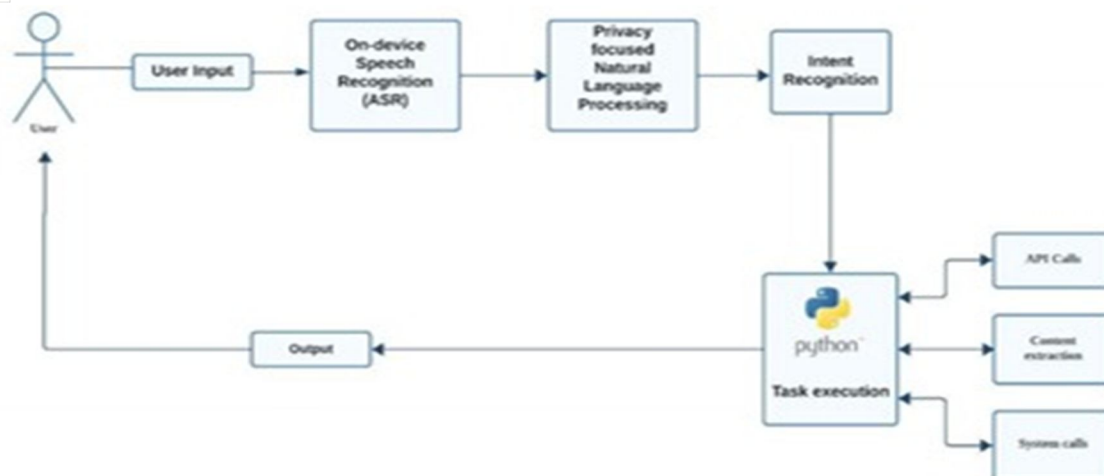 User Input
On-device
Speech
Recognition
(ASR)
Privacy
focused
Natural
Language
Processing
Intent
Recognition
User
API Calls
python
Content
extraction
Output
Task execution
System calls